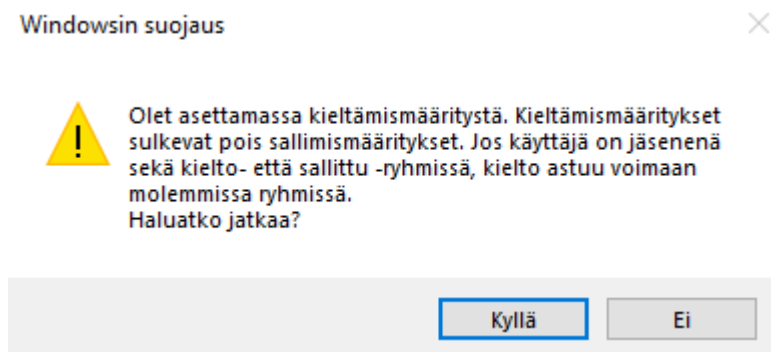 Windowsin suojaus
Olet asettamassa kieltämismääritystä. Kieltämismääritykset
sulkevat pois sallimismääritykset. Jos käyttäjä on jäsenenä
sekä kielto- että sallittu -ryhmissä, kielto astuu voimaan
molemmissa ryhmissä.
Haluatko jatkaa?
Kyllä
Ei